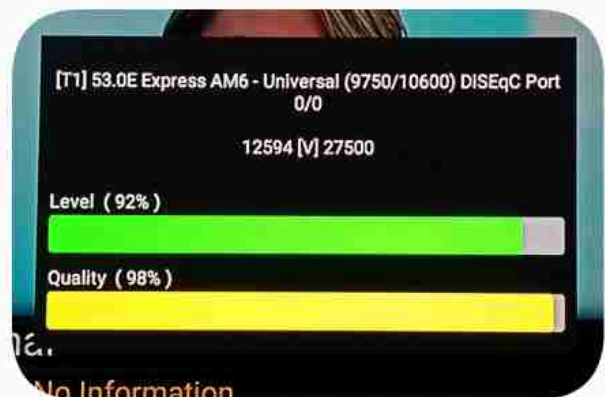 [T1] 53.0E Express AM6 - Universal (9750/10600) DISEqC Port
0/0
12594 [V] 27500
Level ( 92% )
Quality ( 98% )
No Information